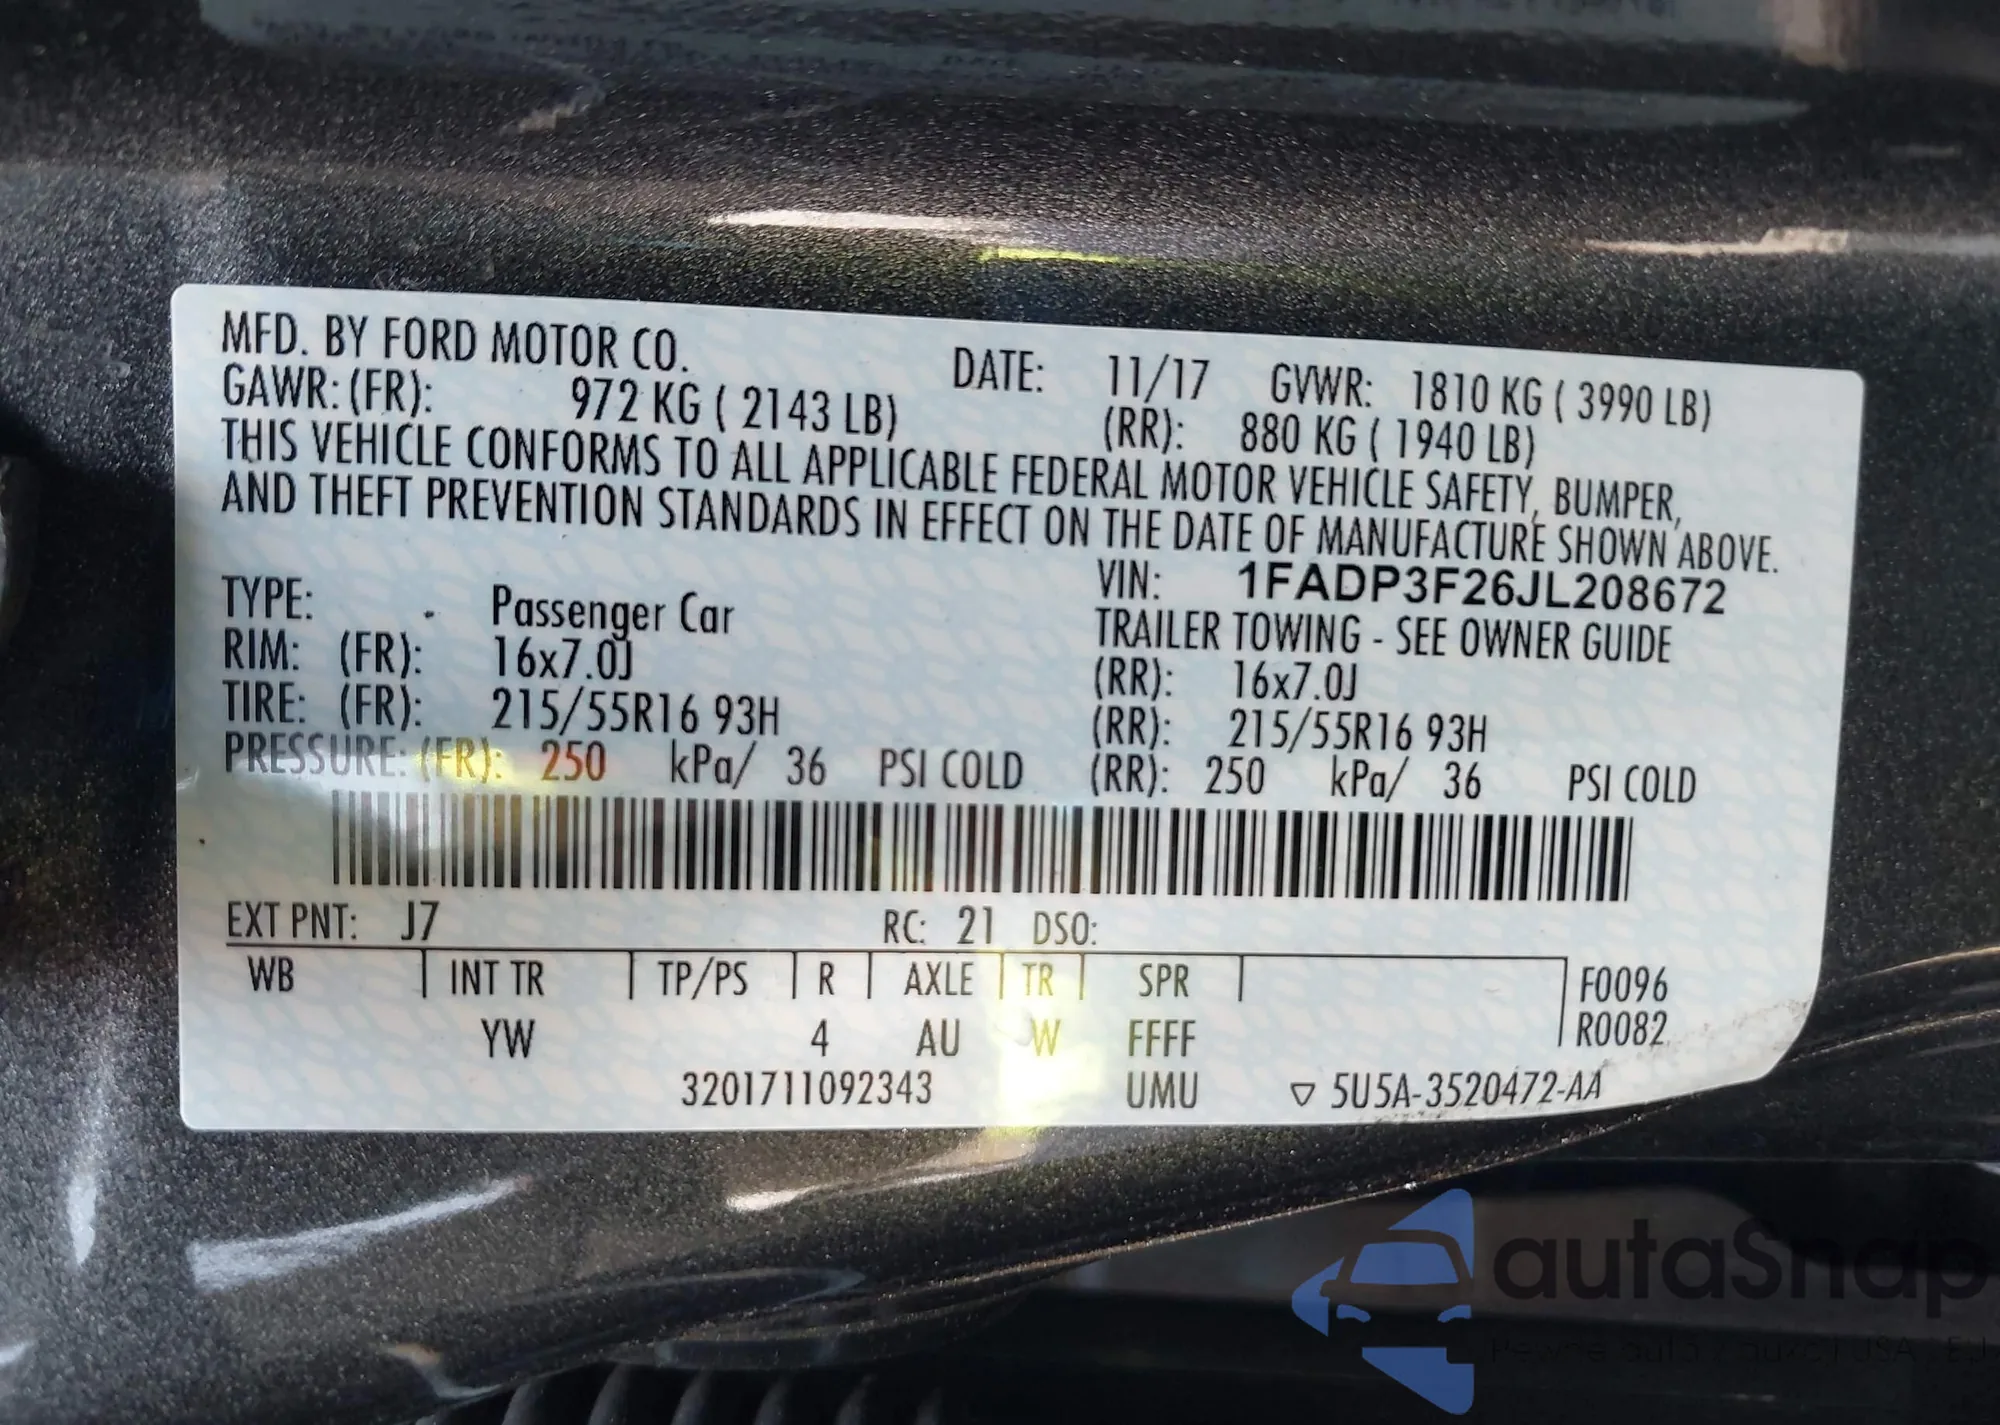 MFD. BY FORD MOTOR CO. DATE: 11/17 GVWR: 1810 KG ( 3990 LB)
GAWR: (FR): 972 KG ( 2143 LB) (RR): 880 KG ( 1940 LB)
THIS VEHICLE CONFORMS TO ALL APPLICABLE FEDERAL MOTOR VEHICLE SAFETY, BUMPER,
AND THEFT PREVENTION STANDARDS IN EFFECT ON THE DATE OF MANUFACTURE SHOWN ABOVE.
VIN: 1FADP3F26JL208672
TYPE: Passenger Car TRAILER TOWING - SEE OWNER GUIDE
RIM: (FR): 16x7.0J (RR): 16x7.0J
TIRE: (FR): 215/55R16 93H (RR): 215/55R16 93H
PRESSURE: (FR): 250 kPa/ 36 PSI COLD (RR): 250 kPa/ 36 PSI COLD
EXT PNT: J7 RC: 21 DSO:
WB INT TR TP/PS R AXLE TR SPR F0096
YW 4 AU W FFFF R0082
3201711092343 UMU ▽ 5U5A-3520472-AA
autaSnap